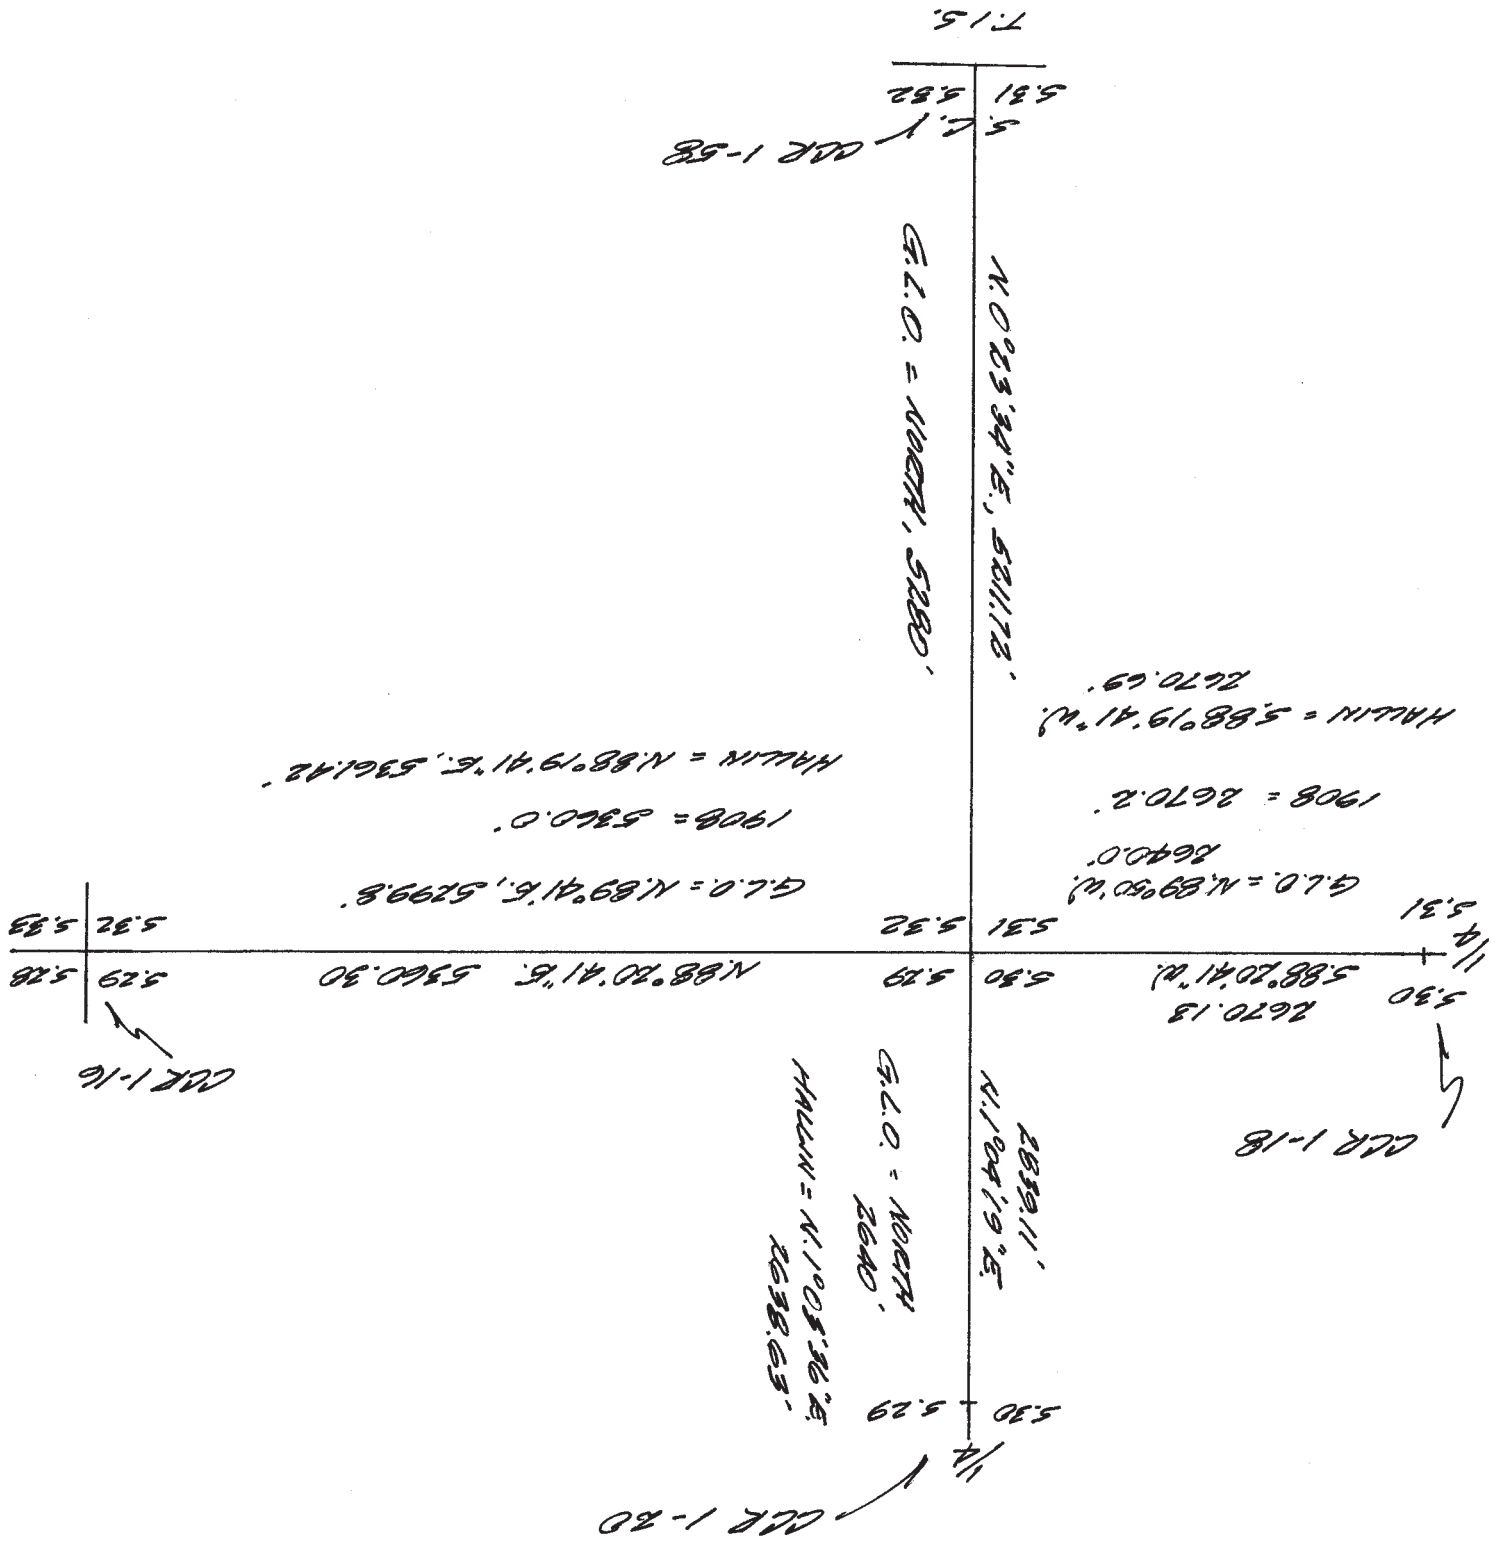 CCR 1-20
1/4
S.30 S.29
2639.11'
N.1°04'19"E.
G.L.O. = NORTH
2640'
HALLIN = N.1°03'36"E.
2638.63'
CCR 1-18
CCR 1-16
S.30
1/4
S.31
2670.13
S.88°20'41"W.
S.30 S.29
N.88°20'41"E. 5360.30
S.29 S.28
S.31 S.32
S.32 S.33
G.L.O. = N.89°50'W.
2640.0'
1908 = 2670.2'
HALLIN = S.88°19'41"W.
2670.69'
G.L.O. = N.89°41'E., 5299.8'
1908 = 5360.0'
HALLIN = N.88°19'41"E., 5361.42'
N.0°23'34"E., 5211.72'
G.L.O. = NORTH, 5280'
CCR 1-58
S.C.
S.31 S.32
T.1S.